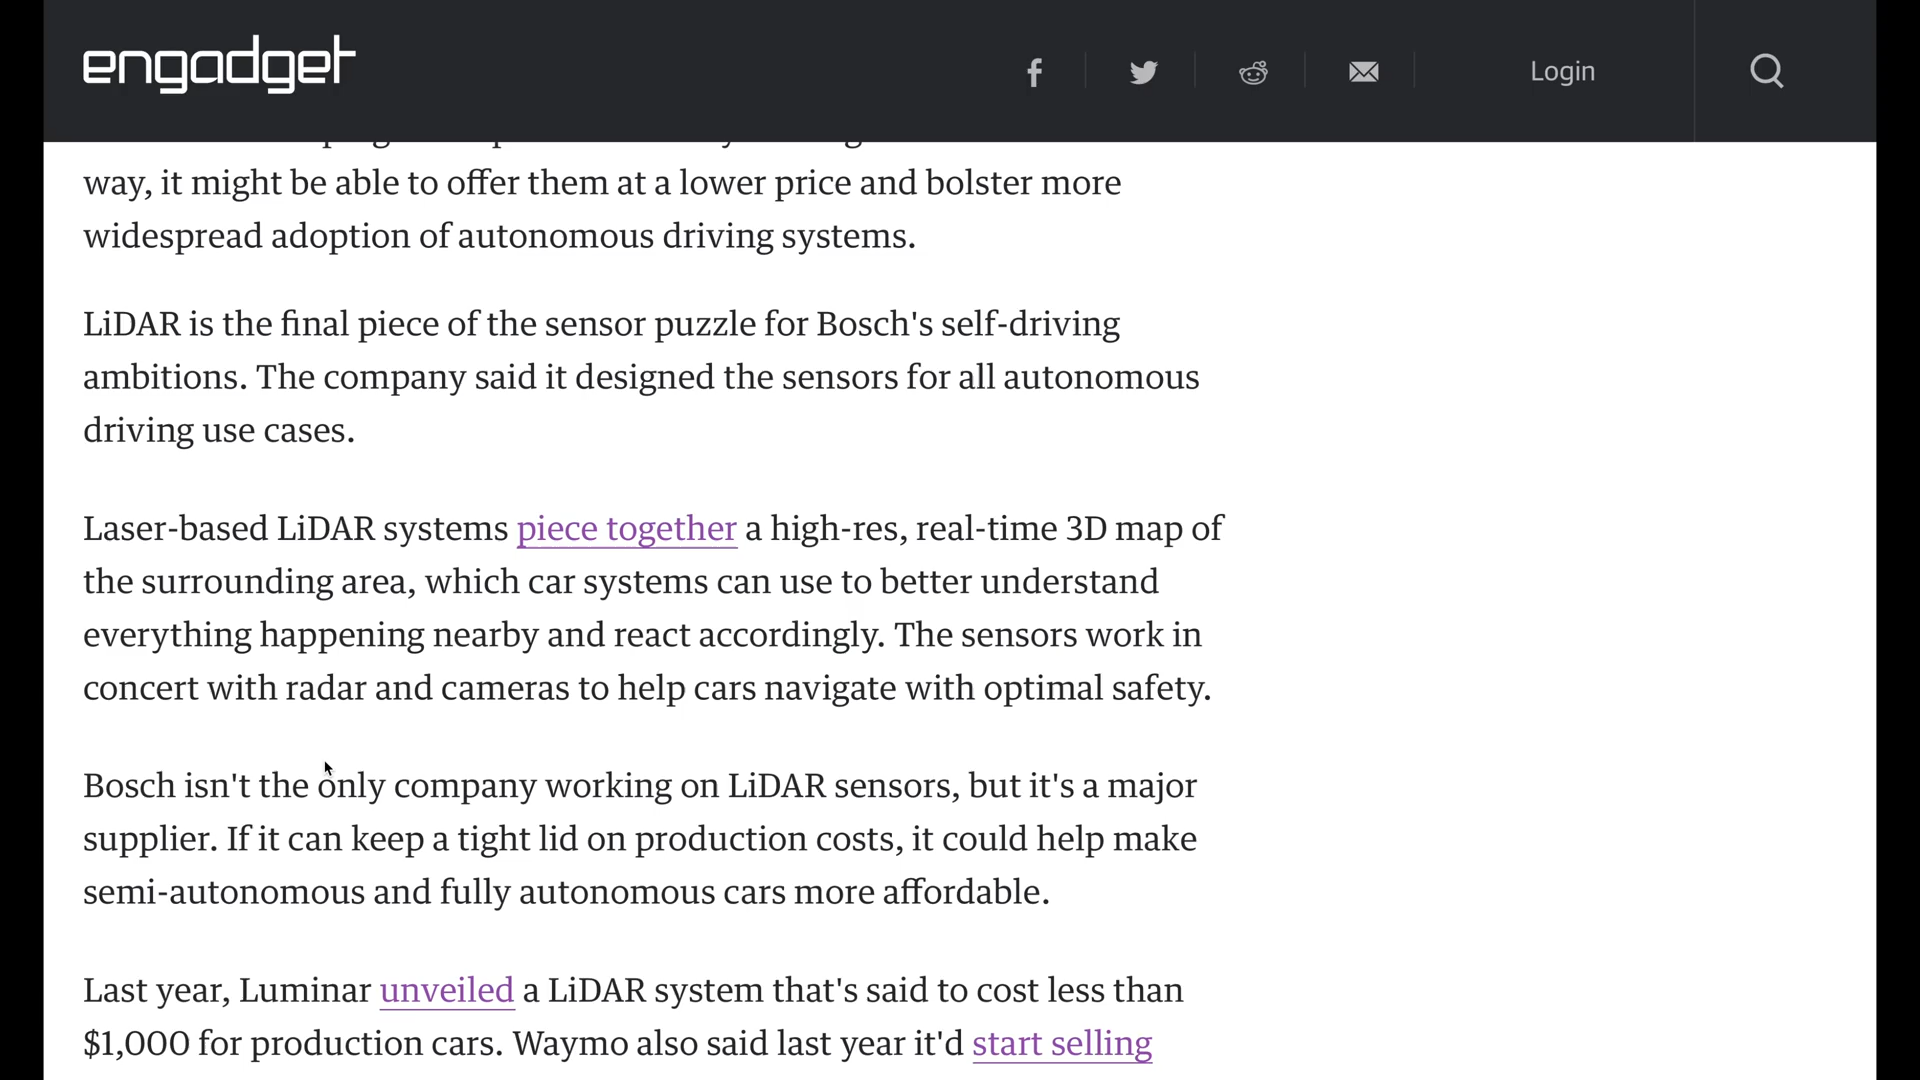 engadget
Login
way, it might be able to offer them at a lower price and bolster more
widespread adoption of autonomous driving systems.
LiDAR is the final piece of the sensor puzzle for Bosch's self-driving
ambitions. The company said it designed the sensors for all autonomous
driving use cases.
Laser-based LiDAR systems piece together a high-res, real-time 3D map of
the surrounding area, which car systems can use to better understand
everything happening nearby and react accordingly. The sensors work in
concert with radar and cameras to help cars navigate with optimal safety.
Bosch isn't the only company working on LiDAR sensors, but it's a major
supplier. If it can keep a tight lid on production costs, it could help make
semi-autonomous and fully autonomous cars more affordable.
Last year, Luminar unveiled a LiDAR system that's said to cost less than
$1,000 for production cars. Waymo also said last year it'd start selling